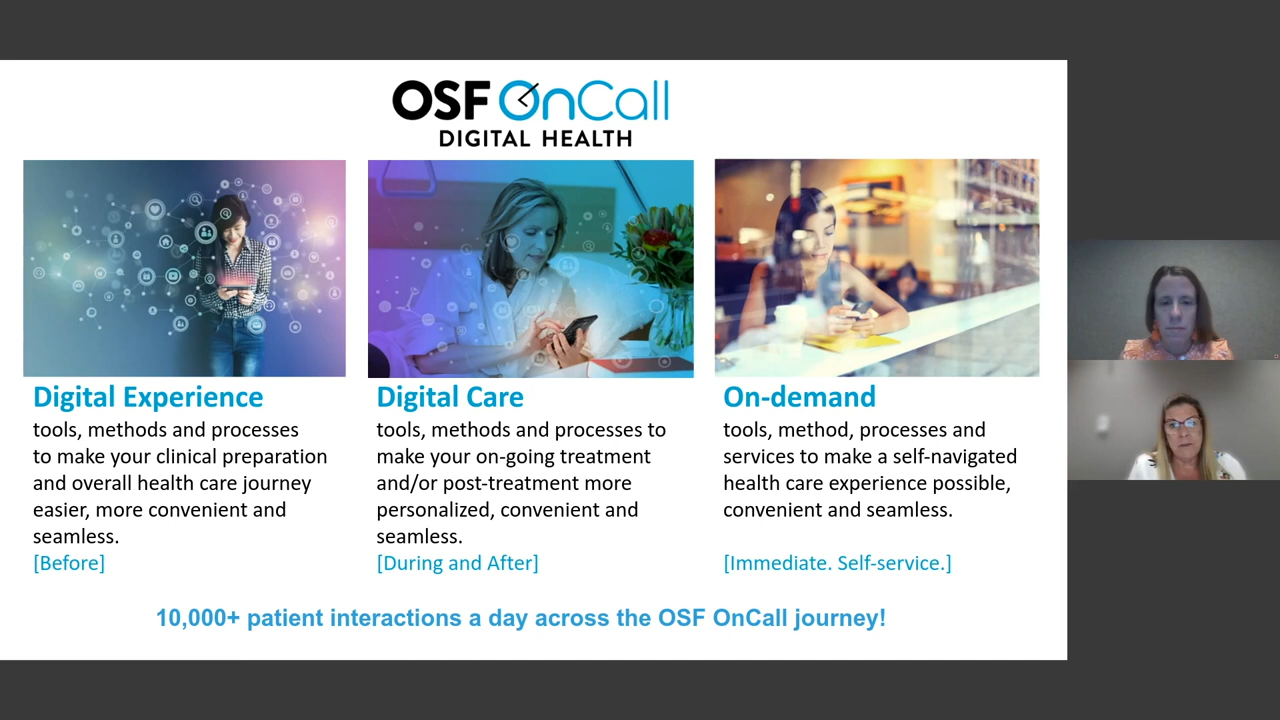 OSF OnCall
DIGITAL HEALTH
Digital Experience
tools, methods and processes
to make your clinical preparation
and overall health care journey
easier, more convenient and
seamless.
[Before]
Digital Care
tools, methods and processes to
make your on-going treatment
and/or post-treatment more
personalized, convenient and
seamless.
[During and After]
On-demand
tools, method, processes and
services to make a self-navigated
health care experience possible,
convenient and seamless.
[Immediate. Self-service.]
10,000+ patient interactions a day across the OSF OnCall journey!